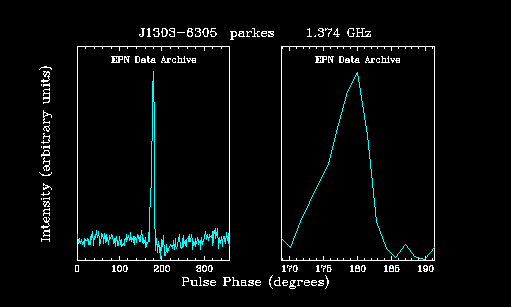 J1303-6305 parkes 1.374 GHz
EPN Data Archive
EPN Data Archive
Intensity (arbitrary units)
0 100 200 300
170 175 180 185 190
Pulse Phase (degrees)